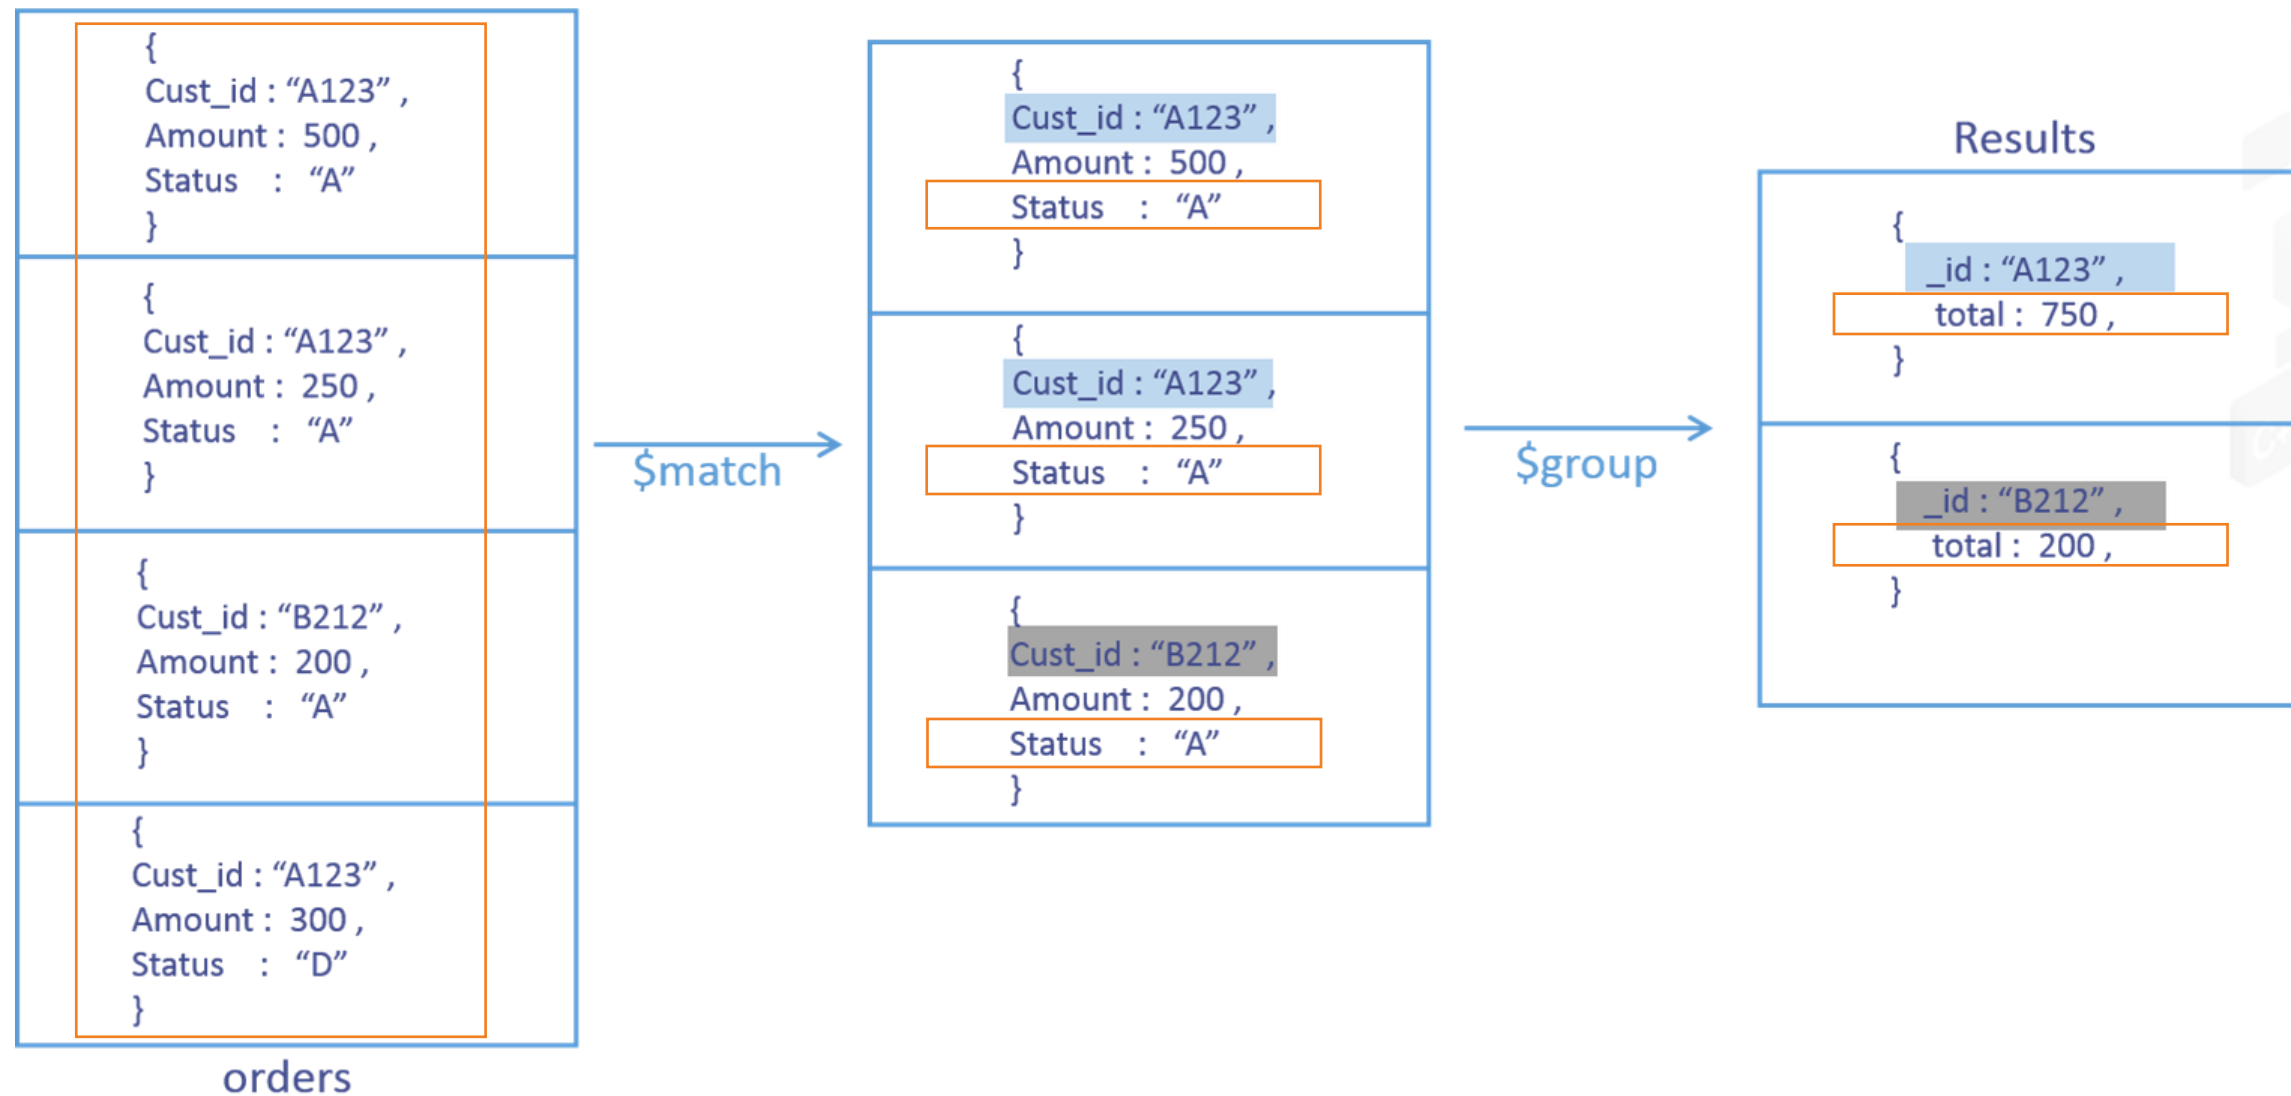 {
Cust_id : “A123” ,
Amount :  500 ,
Status    :   “A”
}
{
Cust_id : “A123” ,
Amount :  250 ,
Status    :   “A”
}
{
Cust_id : “B212” ,
Amount :  200 ,
Status    :   “A”
}
{
Cust_id : “A123” ,
Amount :  300 ,
Status    :   “D”
}
orders
$match
{
Cust_id : “A123” ,
Amount :  500 ,
Status    :   “A”
}
{
Cust_id : “A123” ,
Amount :  250 ,
Status    :   “A”
}
{
Cust_id : “B212” ,
Amount :  200 ,
Status    :   “A”
}
$group
Results
{
_id : “A123” ,
total :  750 ,
}
{
_id : “B212” ,
total :  200 ,
}